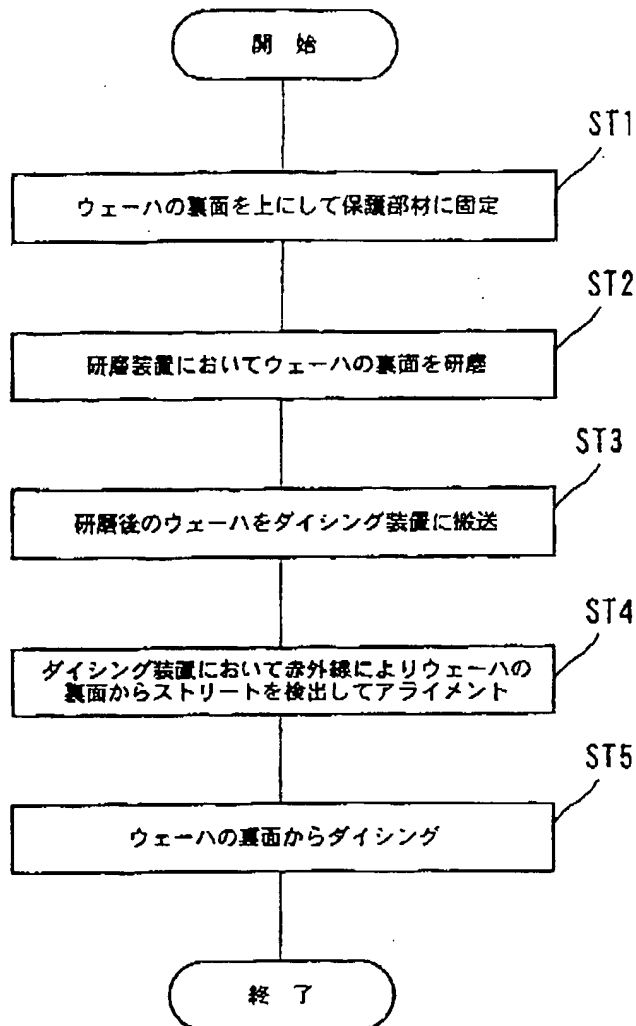 開 始
ST1
ウェーハの裏面を上にして保護部材に固定
ST2
研磨装置においてウェーハの裏面を研磨
ST3
研磨後のウェーハをダイシング装置に搬送
ST4
ダイシング装置において赤外線によりウェーハの
裏面からストリートを検出してアライメント
ST5
ウェーハの裏面からダイシング
終 了